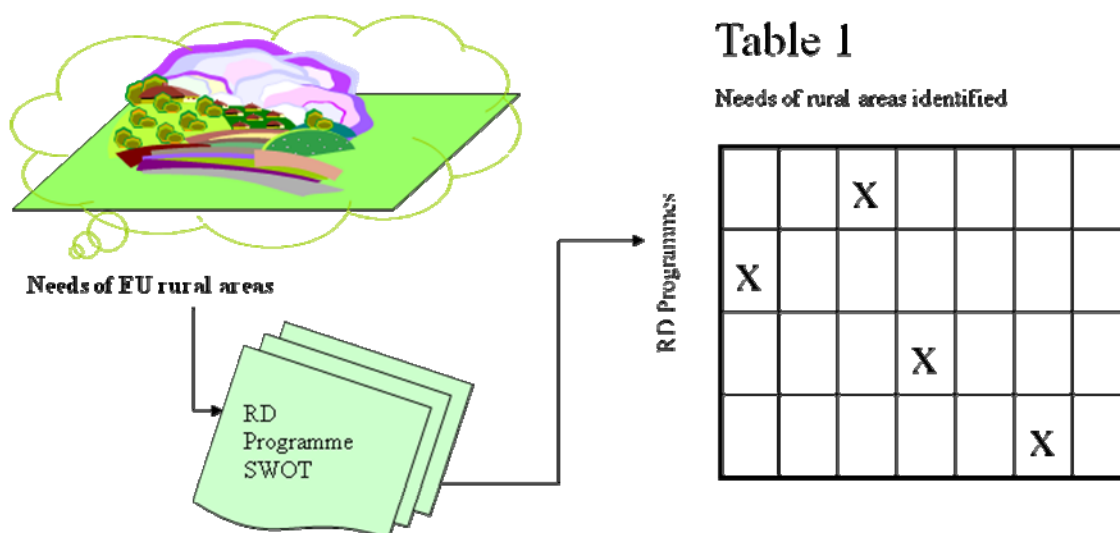 Table 1
Needs of rural areas identified
Needs of EU rural areas
RD
Programme
SWOT
RD Programmes
X
X
X
X